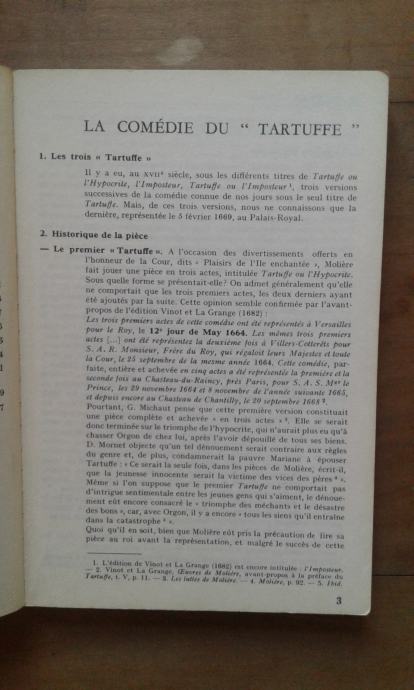 LA COMÉDIE DU “ TARTUFFE ”
1. Les trois « Tartuffe »
Il y a eu, au XVIIe siècle, sous les différents titres de Tartuffe ou
l'Hypocrite, l'Imposteur, Tartuffe ou l'Imposteur 1, trois versions
successives de la comédie connue de nos jours sous le seul titre de
Tartuffe. Mais, de ces trois versions, nous ne connaissons que la
dernière, représentée le 5 février 1669, au Palais-Royal.
2. Historique de la pièce
— Le premier « Tartuffe ». A l'occasion des divertissements offerts en
l'honneur de la Cour, dits « Plaisirs de l'Ile enchantée », Molière
fait jouer une pièce en trois actes, intitulée Tartuffe ou l'Hypocrite.
Sous quelle forme se présentait-elle? On admet généralement qu'elle
ne comportait que les trois premiers actes, les deux derniers ayant
été ajoutés par la suite. Cette opinion semble confirmée par l'avant-
propos de l'édition Vinot et La Grange (1682) :
Les trois premiers actes de cette comédie ont été représentés à Versailles
pour le Roy, le 12e jour de May 1664. Les mêmes trois premiers
actes [...] ont été représentés la deuxième fois à Villers-Cotterêts pour
S. A. R. Monsieur, Frère du Roy, qui régaloit leurs Majestés et toute
la Cour, le 25 septembre de la mesme année 1664. Cette comédie, par-
faite, entière et achevée en cinq actes a été représentée la première et la
seconde fois au Chasteau du Raincy, près Paris, pour S. A. S. Mgr le
Prince, les 29 novembre 1664 et 8 novembre de l'année suivante 1665,
et depuis encore au Chasteau de Chantilly, le 20 septembre 1668 2.
Pourtant, G. Michaut pense que cette première version constituait
une pièce complète et achevée « en trois actes » 3. Elle se serait
donc terminée sur le triomphe de l'hypocrite, qui n'aurait plus eu qu'à
chasser Orgon de chez lui, après l'avoir dépouillé de tous ses biens.
D. Mornet objecte qu'un tel dénouement serait contraire aux règles
du genre et, de plus, condamnerait la pauvre Mariane à épouser
Tartuffe : « Ce serait la seule fois, dans les pièces de Molière, écrit-il,
que la jeunesse innocente serait la victime des vices des pères 4 ».
Même si l'on suppose que le premier Tartuffe ne comportait pas
d'intrigue sentimentale entre les jeunes gens qui s'aiment, le dénoue-
ment eût encore consacré le « triomphe des méchants et le désastre
des bons », car, avec Orgon, il y a encore « tous les siens qu'il entraîne
dans la catastrophe 5 ».
Quoi qu'il en soit, bien que Molière eût pris la précaution de lire sa
pièce au roi avant la représentation, et malgré le succès de cette
1. L'édition de Vinot et La Grange (1682) est encore intitulée : l'Imposteur.
— 2. Vinot et La Grange, Œuvres de Molière, avant-propos à la préface du
Tartuffe, t. V, p. 11. — 3. Les luttes de Molière. — 4. Molière, p. 92. — 5. Ibid.
3